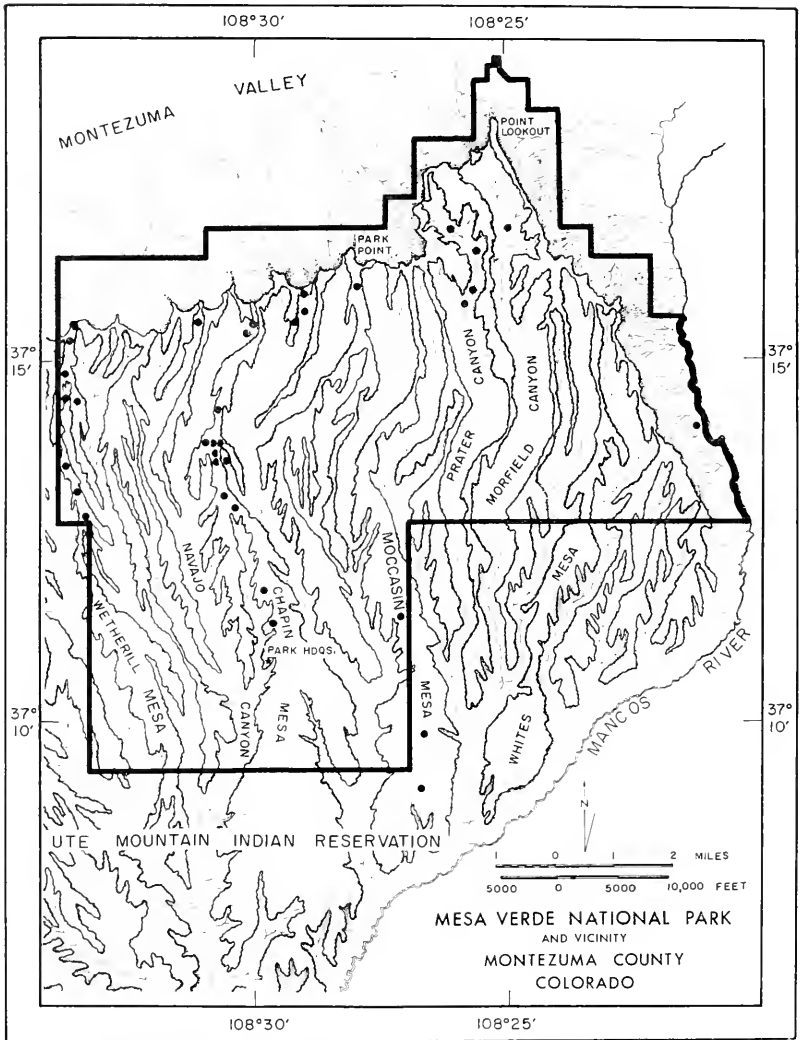 108°30′ 108°25′
MONTEZUMA VALLEY
POINT
LOOKOUT
PARK
POINT
37°
15′
37°
15′
PRATER CANYON
MORFIELD CANYON
NAVAJO CANYON
MOCCASIN MESA
WETHERILL MESA
CHAPIN MESA
PARK HDQS.
WHITES MESA
MANCOS RIVER
37°
10′
37°
10′
N
UTE MOUNTAIN INDIAN RESERVATION
1 0 1 2 MILES
5000 0 5000 10,000 FEET
MESA VERDE NATIONAL PARK
AND VICINITY
MONTEZUMA COUNTY
COLORADO
108°30′ 108°25′